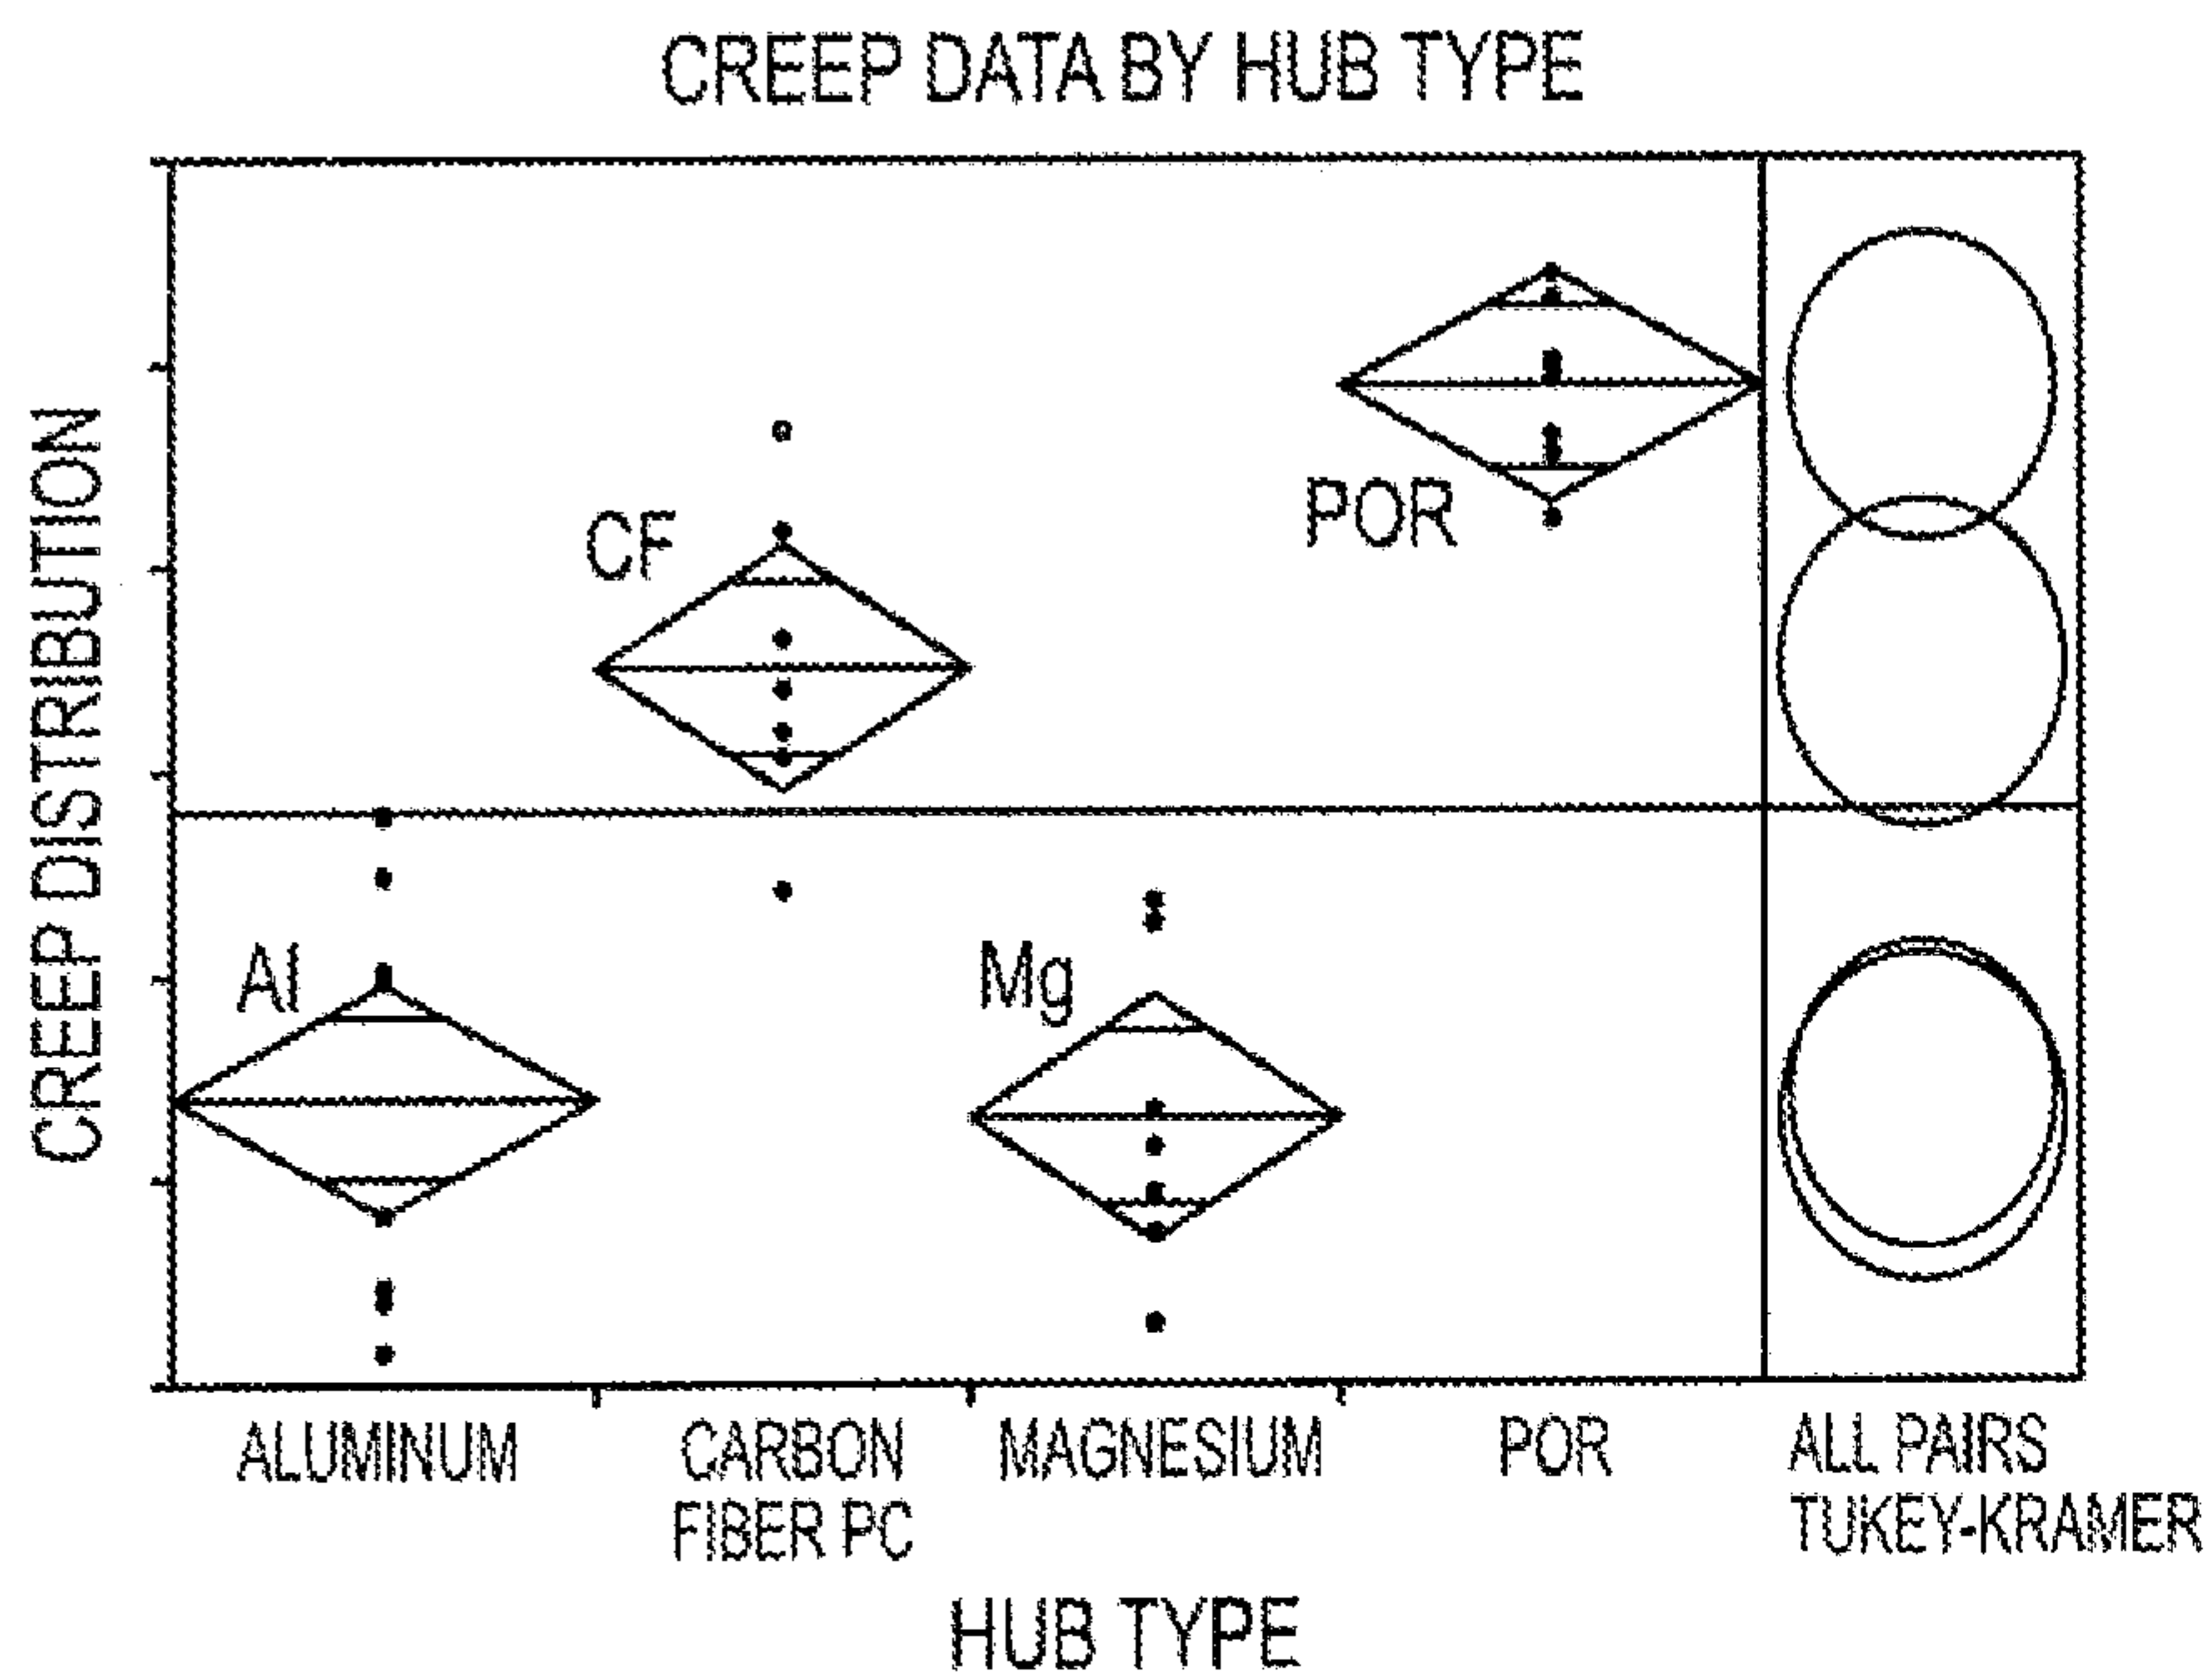 CREEP DATA BY HUB TYPE
CREEP DISTRIBUTION
CF
POR
Al
Mg
ALUMINUM
CARBON
FIBER PC
MAGNESIUM
POR
ALL PAIRS
TUKEY-KRAMER
HUB TYPE